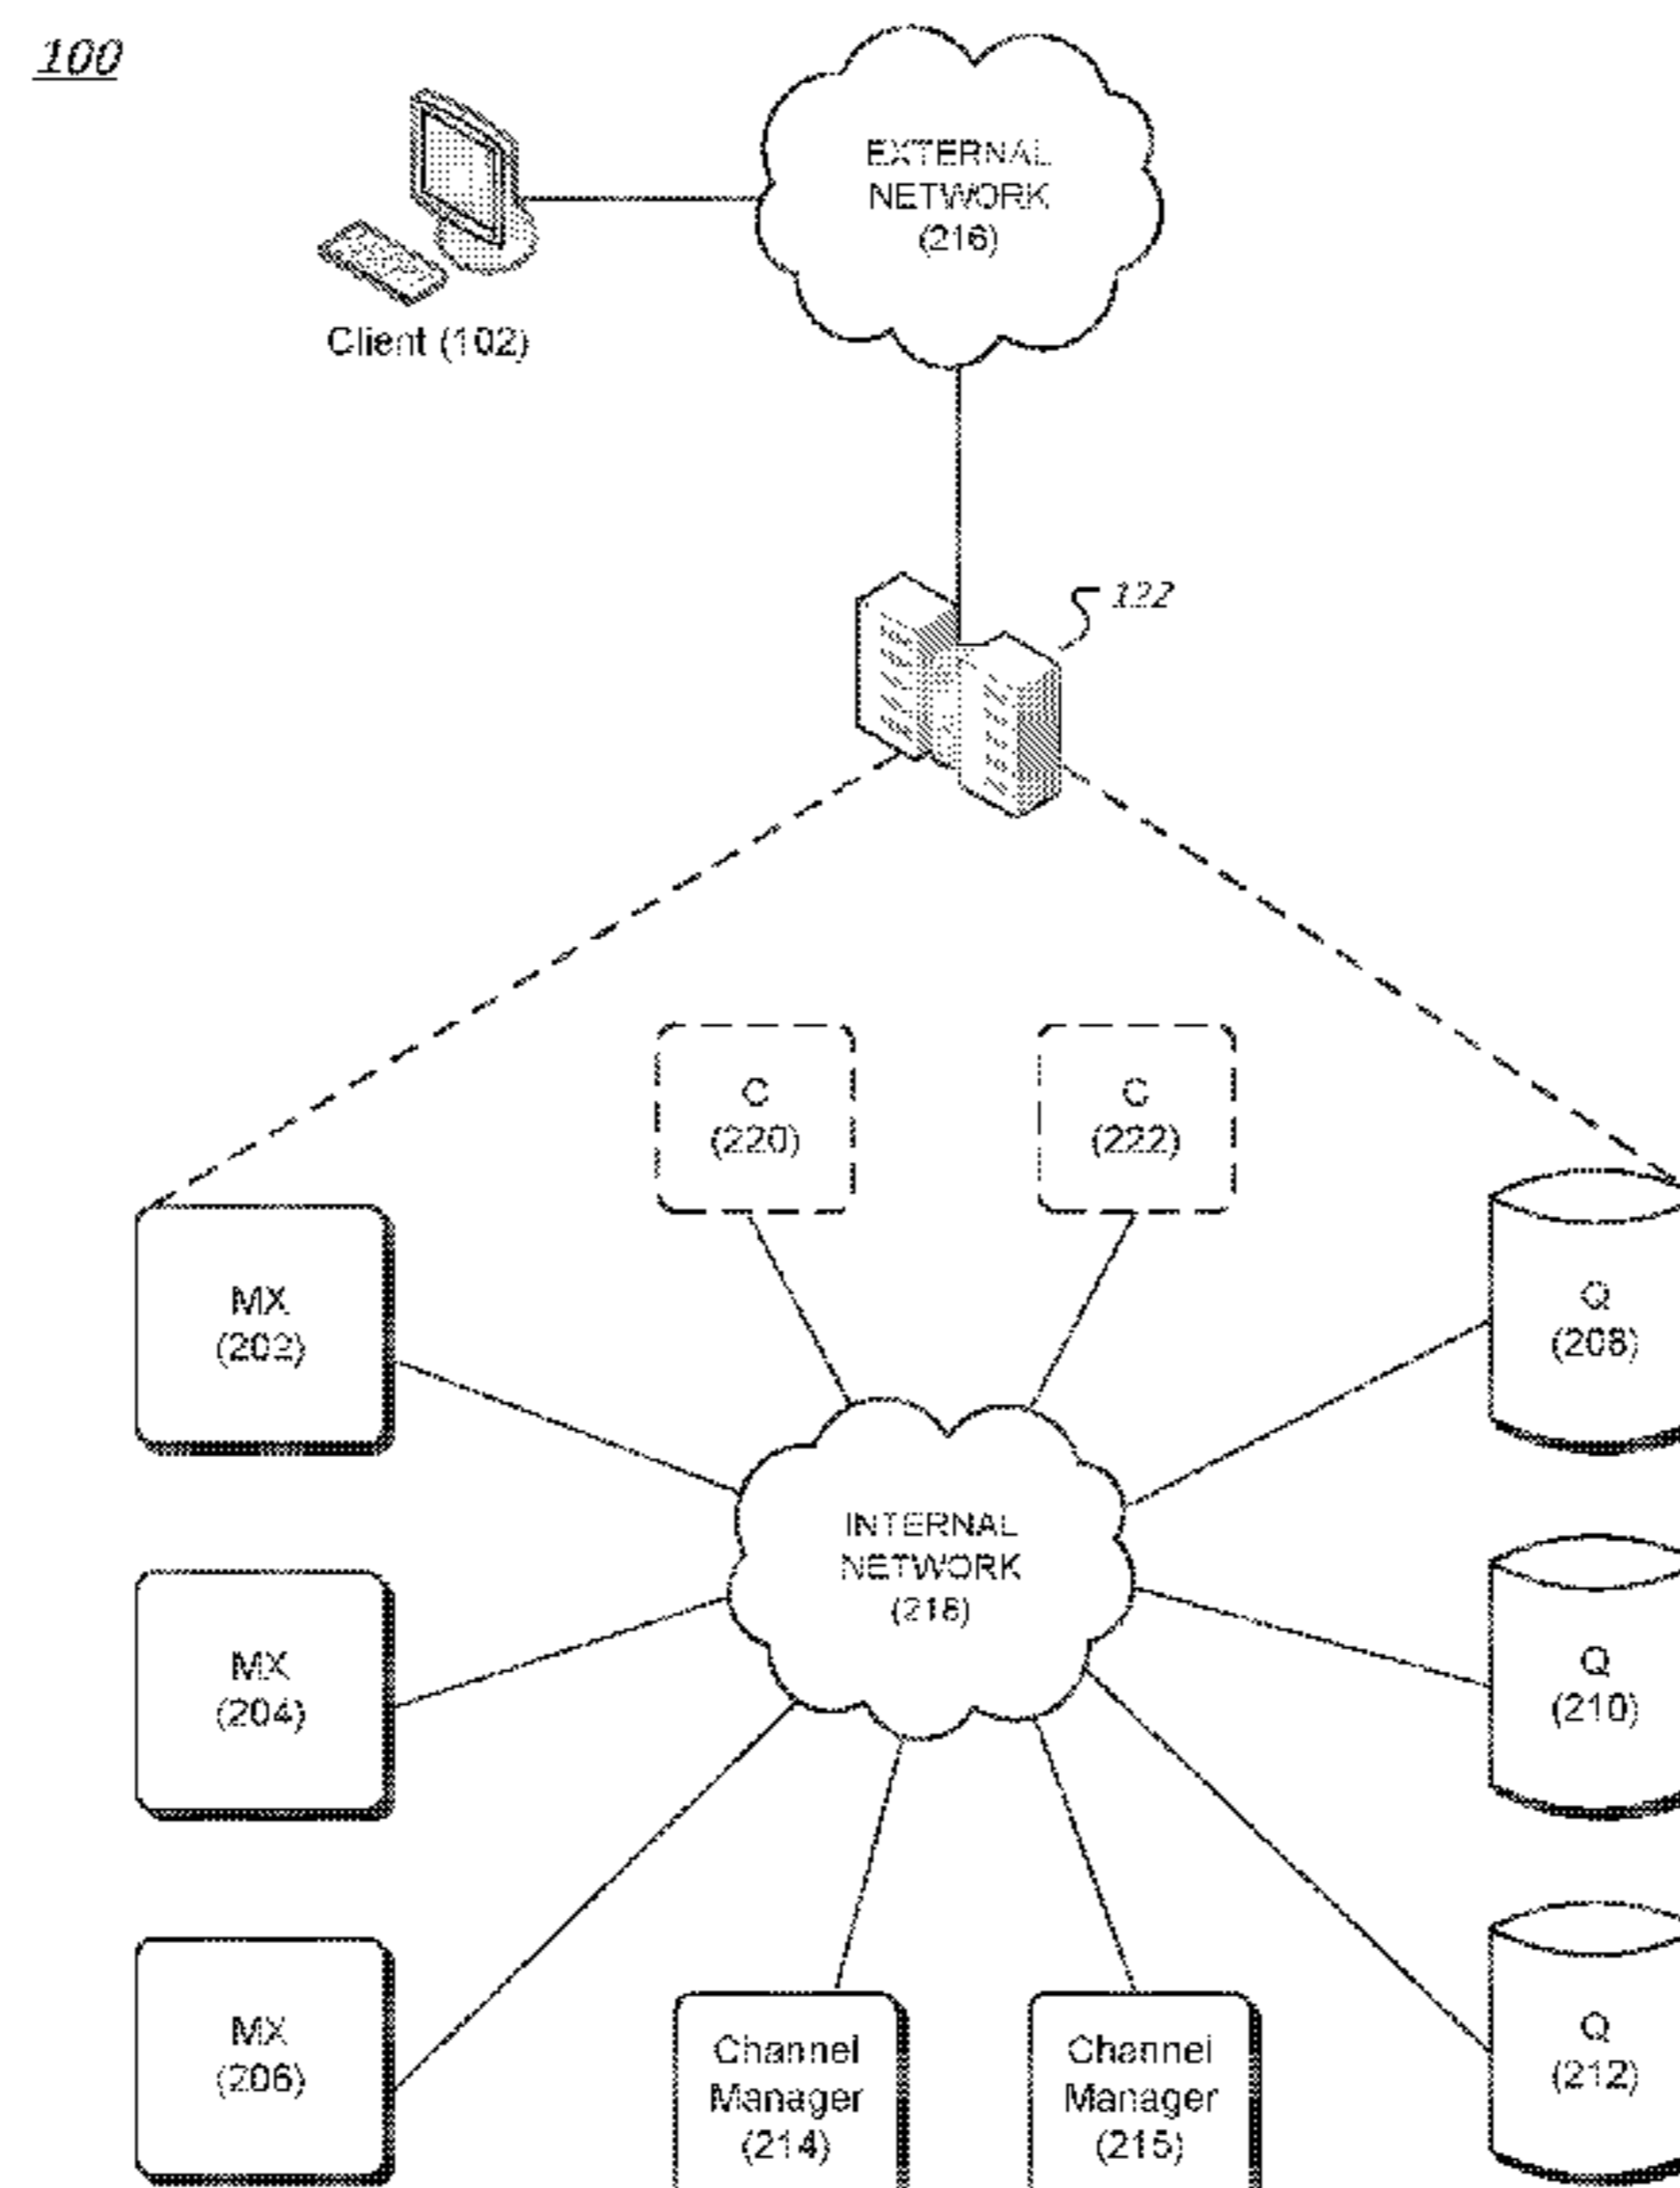 100
EXTERNAL
NETWORK
(216)
Client (102)
122
C
(220)
C
(222)
MX
(202)
Q
(208)
INTERNAL
NETWORK
(218)
MX
(204)
Q
(210)
MX
(206)
Channel
Manager
(214)
Channel
Manager
(215)
Q
(212)